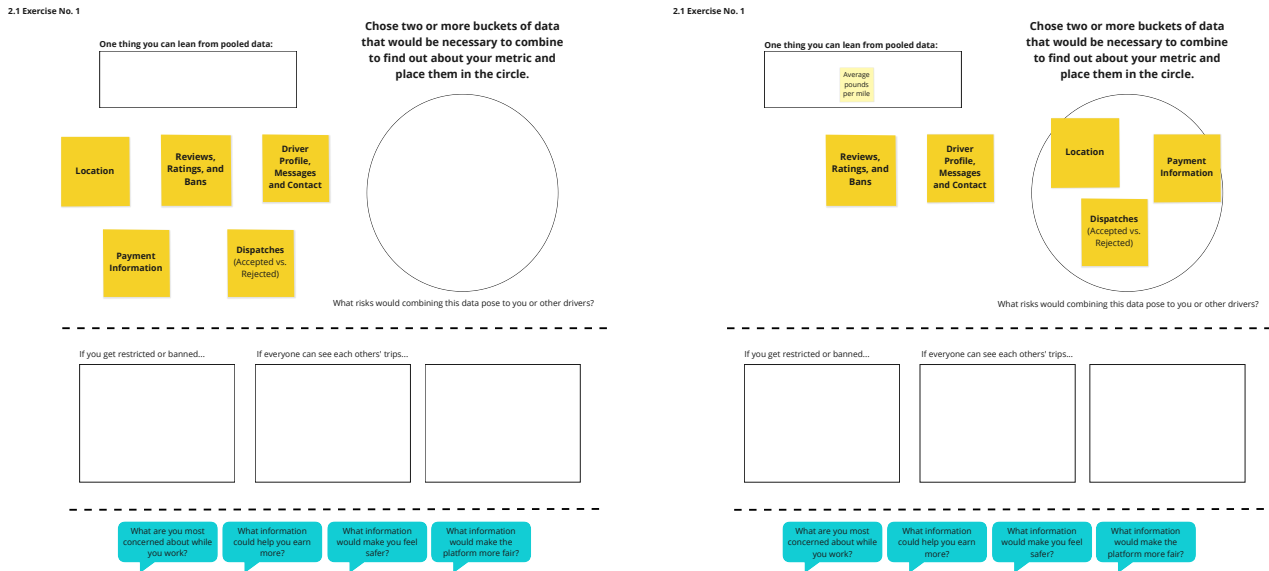 2.1 Exercise No. 1
One thing you can lean from pooled data:
Chose two or more buckets of data
that would be necessary to combine
to find out about your metric and
place them in the circle.
Location
Reviews,
Ratings, and
Bans
Driver
Profile,
Messages
and Contact
Payment
Information
Dispatches
(Accepted vs.
Rejected)
What risks would combining this data pose to you or other drivers?
If you get restricted or banned...
If everyone can see each others' trips...
What are you most
concerned about while
you work?
What information
could help you earn
more?
What information
would make you feel
safer?
What information
would make the
platform more fair?
2.1 Exercise No. 1
One thing you can lean from pooled data:
Average
pounds
per mile
Chose two or more buckets of data
that would be necessary to combine
to find out about your metric and
place them in the circle.
Reviews,
Ratings, and
Bans
Driver
Profile,
Messages
and Contact
Location
Payment
Information
Dispatches
(Accepted vs.
Rejected)
What risks would combining this data pose to you or other drivers?
If you get restricted or banned...
If everyone can see each others' trips...
What are you most
concerned about while
you work?
What information
could help you earn
more?
What information
would make you feel
safer?
What information
would make the
platform more fair?